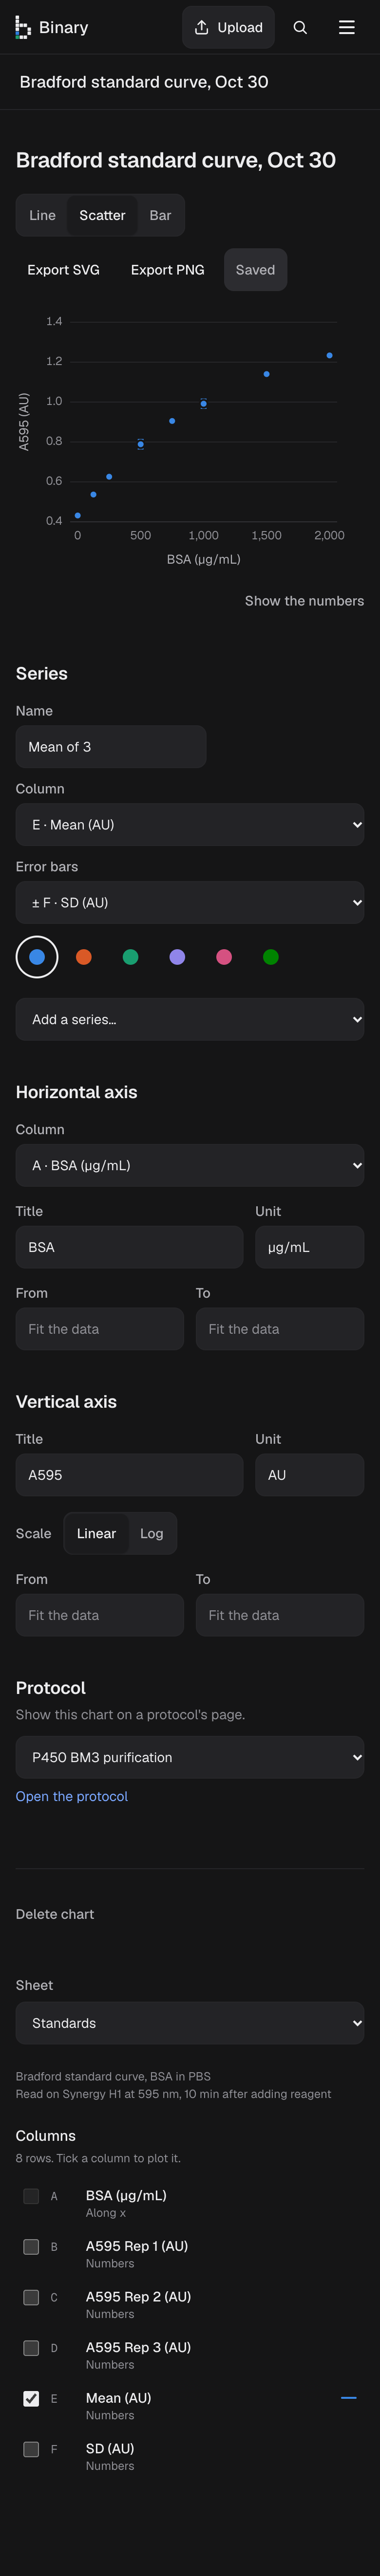 Binary
Upload
Bradford standard curve, Oct 30
Bradford standard curve, Oct 30
Line Scatter Bar
Export SVG Export PNG Saved
1.4
1.2
1.0
0.8
0.6
0.4
A595 (AU)
0 500 1,000 1,500 2,000
BSA (µg/mL)
Show the numbers
Series
Name
Mean of 3
Column
E · Mean (AU)
Error bars
± F · SD (AU)
Add a series...
Horizontal axis
Column
A · BSA (µg/mL)
Title Unit
BSA µg/mL
From To
Fit the data Fit the data
Vertical axis
Title Unit
A595 AU
Scale Linear Log
From To
Fit the data Fit the data
Protocol
Show this chart on a protocol's page.
P450 BM3 purification
Open the protocol
Delete chart
Sheet
Standards
Bradford standard curve, BSA in PBS
Read on Synergy H1 at 595 nm, 10 min after adding reagent
Columns
8 rows. Tick a column to plot it.
A BSA (µg/mL)
Along x
B A595 Rep 1 (AU)
Numbers
C A595 Rep 2 (AU)
Numbers
D A595 Rep 3 (AU)
Numbers
E Mean (AU)
Numbers
F SD (AU)
Numbers